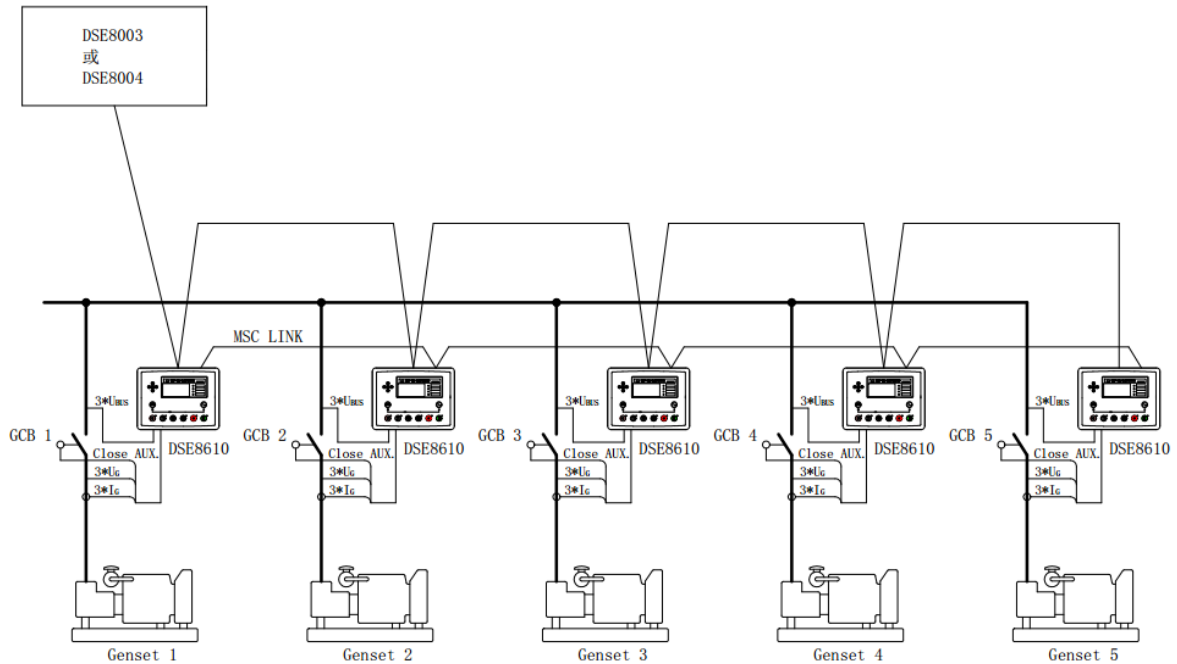 DSE8003
或
DSE8004
MSC LINK
3*UBUS
3*UBUS
3*UBUS
3*UBUS
3*UBUS
GCB 1
GCB 2
GCB 3
GCB 4
GCB 5
DSE8610
DSE8610
DSE8610
DSE8610
DSE8610
Close AUX.
Close AUX.
Close AUX.
Close AUX.
Close AUX.
3*UG
3*UG
3*UG
3*UG
3*UG
3*IG
3*IG
3*IG
3*IG
3*IG
Genset 1
Genset 2
Genset 3
Genset 4
Genset 5